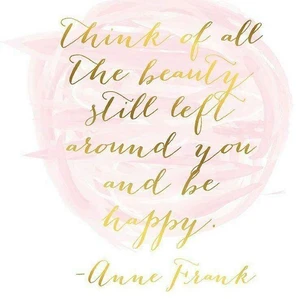 Think of all
The beauty
still left
around you
and be
happy.
-Anne Frank